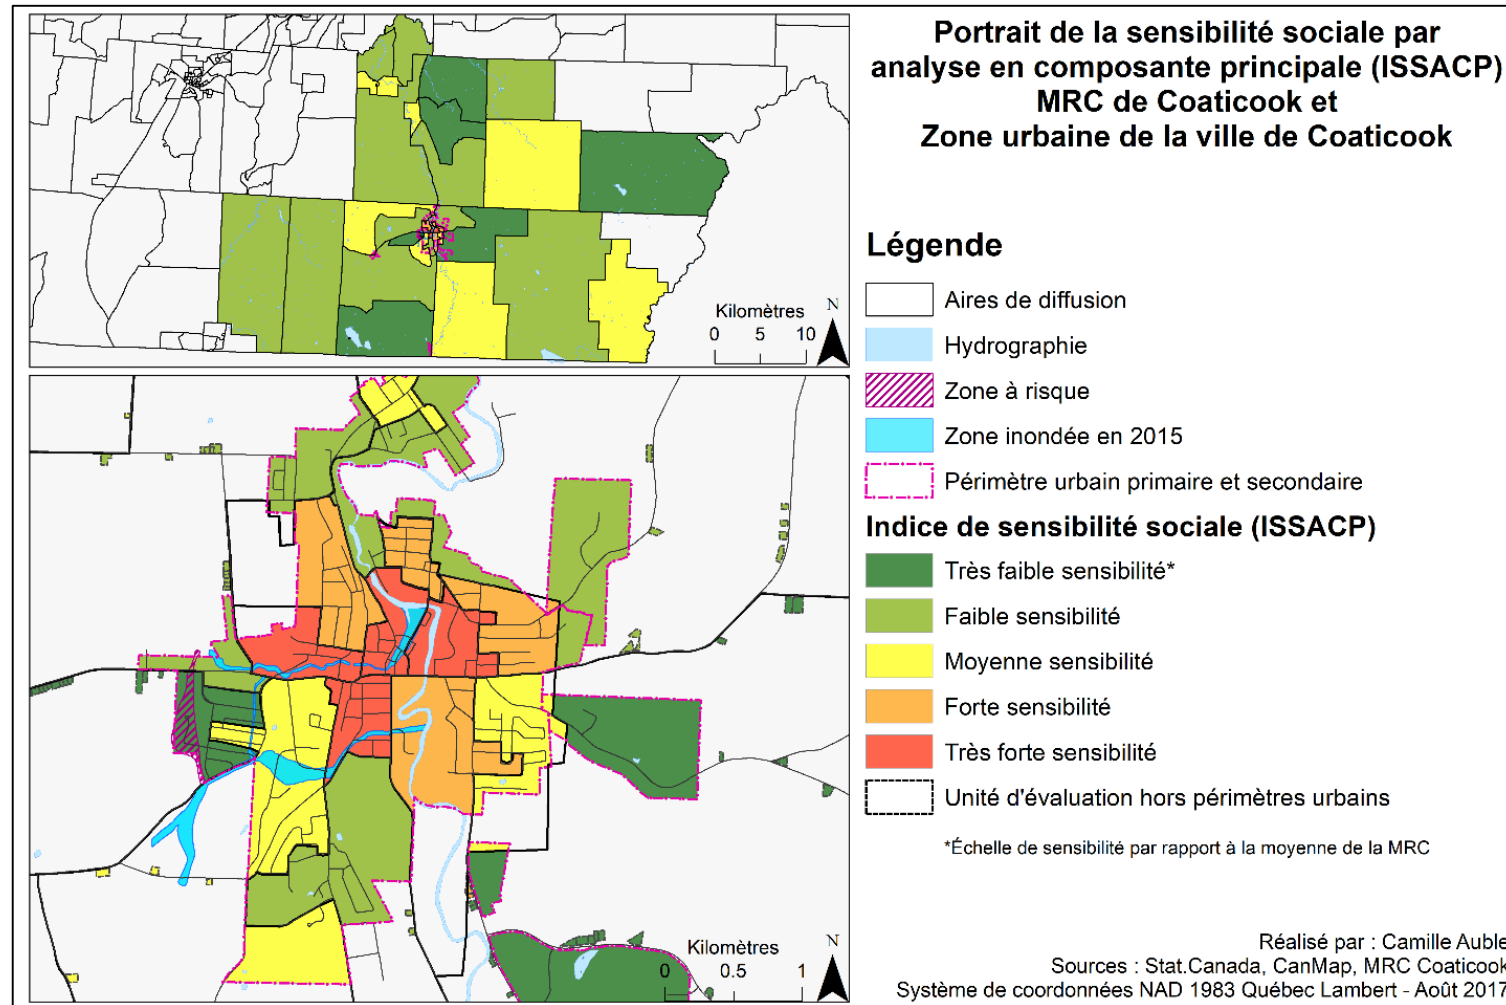 Portrait de la sensibilité sociale par
analyse en composante principale (ISSACP)
MRC de Coaticook et
Zone urbaine de la ville de Coaticook
Kilomètres
0 5 10
N
Légende
Aires de diffusion
Hydrographie
Zone à risque
Zone inondée en 2015
Périmètre urbain primaire et secondaire
Indice de sensibilité sociale (ISSACP)
Très faible sensibilité*
Faible sensibilité
Moyenne sensibilité
Forte sensibilité
Très forte sensibilité
Unité d'évaluation hors périmètres urbains
*Échelle de sensibilité par rapport à la moyenne de la MRC
Kilomètres
0 0.5 1
N
Réalisé par : Camille Auble
Sources : Stat.Canada, CanMap, MRC Coaticook
Système de coordonnées NAD 1983 Québec Lambert - Août 2017